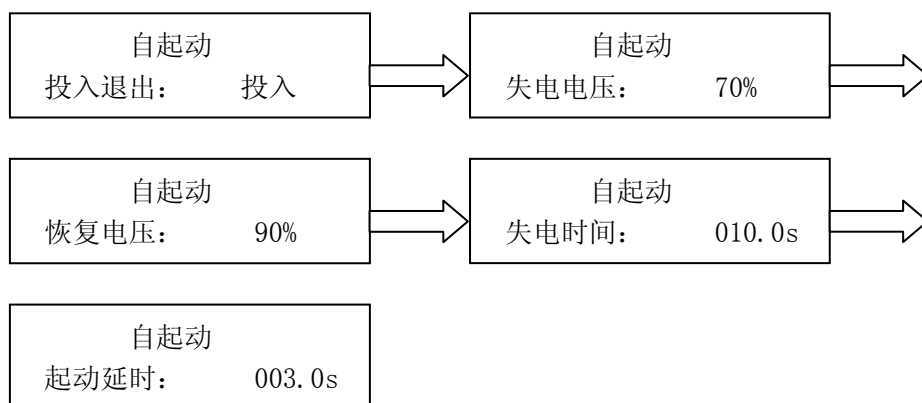 自起动
投入退出： 投入
自起动
失电电压： 70%
自起动
恢复电压： 90%
自起动
失电时间： 010.0s
自起动
起动延时： 003.0s